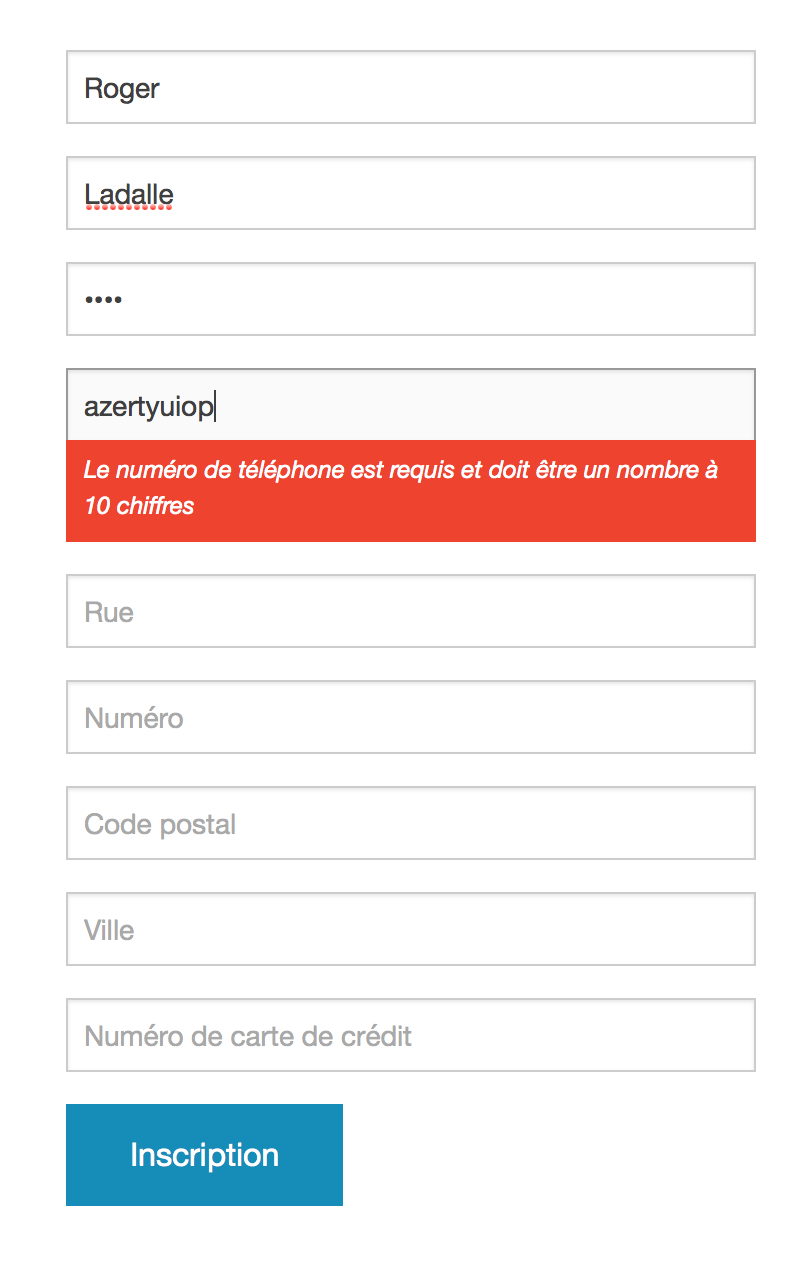 Roger
Ladalle
••••
azertyuiop
Le numéro de téléphone est requis et doit être un nombre à
10 chiffres
Rue
Numéro
Code postal
Ville
Numéro de carte de crédit
Inscription